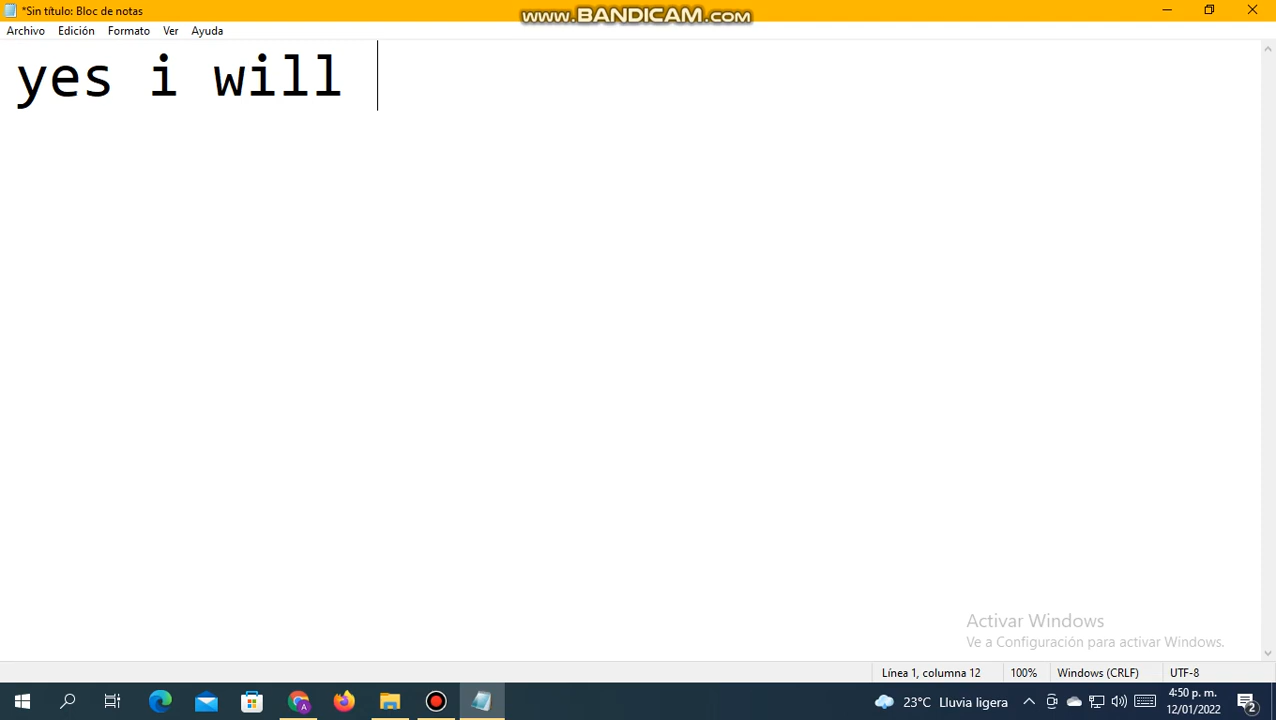 *Sin título: Bloc de notas
www.BANDICAM.com
Archivo Edición Formato Ver Ayuda
yes i will
Activar Windows
Ve a Configuración para activar Windows.
Línea 1, columna 12 100% Windows (CRLF) UTF-8
A 23°C Lluvia ligera 4:50 p. m.
12/01/2022 2